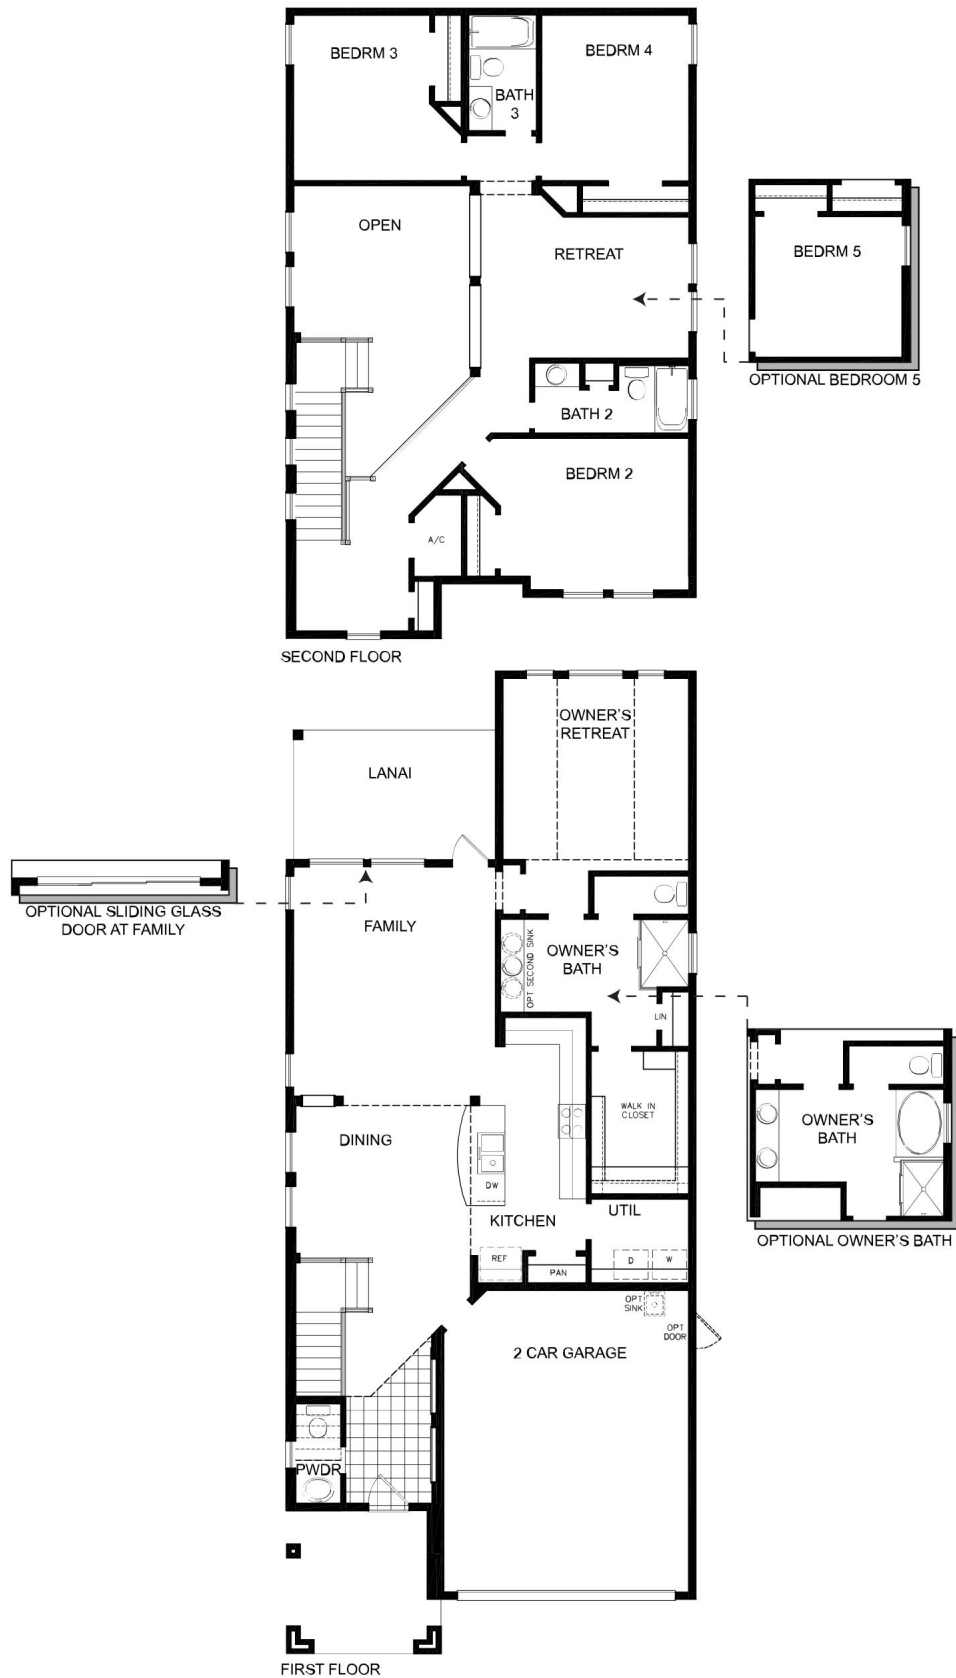 BEDRM 3
BATH
3
BEDRM 4
OPEN
RETREAT
BEDRM 5
OPTIONAL BEDROOM 5
BATH 2
BEDRM 2
A/C
SECOND FLOOR
OWNER'S
RETREAT
LANAI
OPTIONAL SLIDING GLASS
DOOR AT FAMILY
FAMILY
OPT SECOND SINK
OWNER'S
BATH
LIN
WALK IN
CLOSET
OWNER'S
BATH
OPTIONAL OWNER'S BATH
DINING
DW
KITCHEN
UTIL
REF
PAN
D
W
OPT
SINK
OPT
DOOR
2 CAR GARAGE
PWDR
FIRST FLOOR